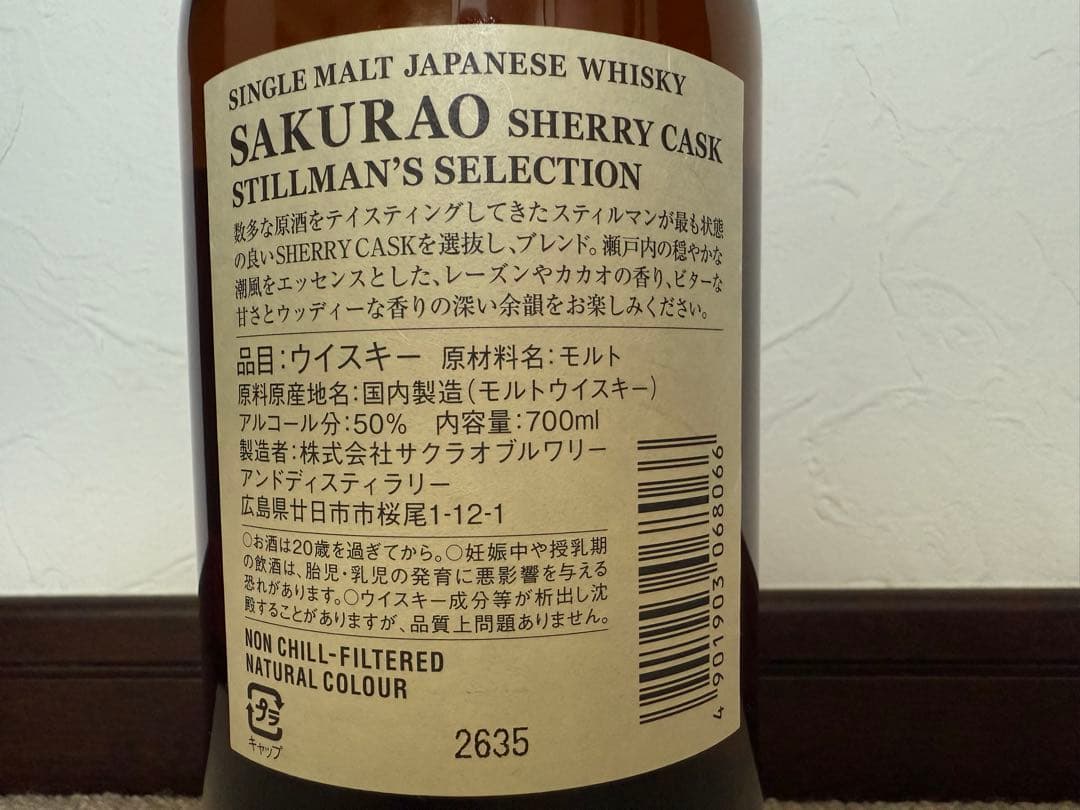 SINGLE MALT JAPANESE WHISKY
SAKURAO SHERRY CASK
STILLMAN'S SELECTION
数多な原酒をテイスティングしてきたスティルマンが最も状態
の良いSHERRY CASKを選抜し、ブレンド。瀬戸内の穏やかな
潮風をエッセンスとした、レーズンやカカオの香り、ビターな
甘さとウッディーな香りの深い余韻をお楽しみください。
品目:ウイスキー 原材料名:モルト
原料原産地名:国内製造(モルトウイスキー)
アルコール分:50% 内容量:700ml
製造者:株式会社サクラオブルワリー
アンドディスティラリー
広島県廿日市市桜尾1-12-1
○お酒は20歳を過ぎてから。○妊娠中や授乳期
の飲酒は、胎児・乳児の発育に悪影響を与える
恐れがあります。○ウイスキー成分等が析出し沈
殿することがありますが、品質上問題ありません。
NON CHILL-FILTERED
NATURAL COLOUR
プラ
キャップ
2635
4 901903 068066